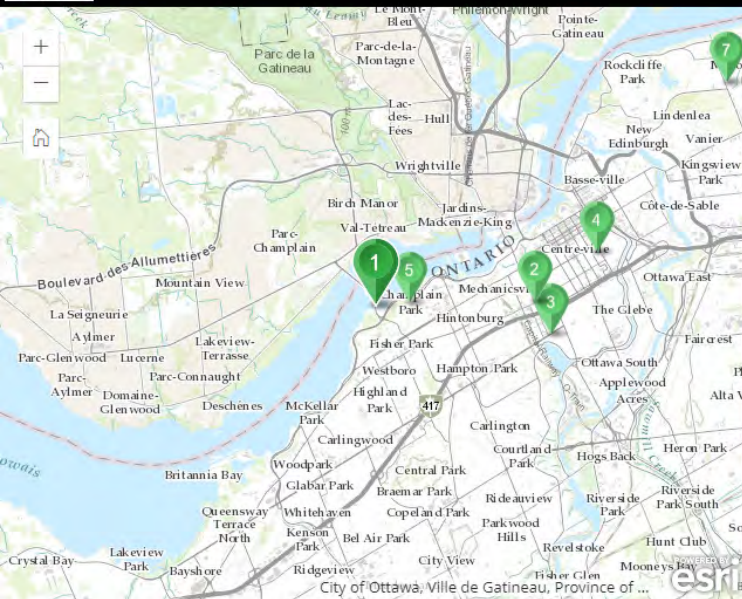 Le Mont-
Bleu
Philemon-Wright
Pointe-
Gatineau
+
−
Parc de la
Gatineau
Parc-de-la-
Montagne
Rockcliffe
Park
7
Lac-
des-
Fées
Hull
Lindenlea
New
Edinburgh
Vanier
Wrightville
Kingsview
Park
Basse-ville
Birch Manor
Jardins-
Mackenzie-King
Côte-de-Sable
Val-Tétreau
Parc-
Champlain
4
Centre-ville
ONTARIO
Boulevard des Allumettières
Mountain View
1
5
2
Ottawa East
Champlain
Park
Mechanicsvi
3
La Seigneurie
Hintonburg
The Glebe
Aylmer
Lakeview-
Terrasse
Fisher Park
Faircrest
Parc-Glenwood
Lucerne
Parc-Connaught
Westboro
Hampton Park
Ottawa South
Parc-
Aylmer
Domaine-
Glenwood
Deschênes
McKellar
Park
Highland
Park
417
O-Train
Applewood
Acres
Alta V
Carlingwood
Carlington
Courtland
Park
Hogs Back
Heron Park
Woodpark
Britannia Bay
Glabar Park
Central Park
Braemar Park
Rideauview
Riverside
Park
Riverside
Park South
Queensway
Terrace
North
Whitehaven
Copeland Park
Kenson
Park
Bel Air Park
Parkwood
Hills
Revelstoke
Hunt Club
Crystal Bay
Lakeview
Park
Bayshore
Ridgeview
City View
Fisher Glen
Mooneys Bay
POWERED BY
esri
City of Ottawa, Ville de Gatineau, Province of ...